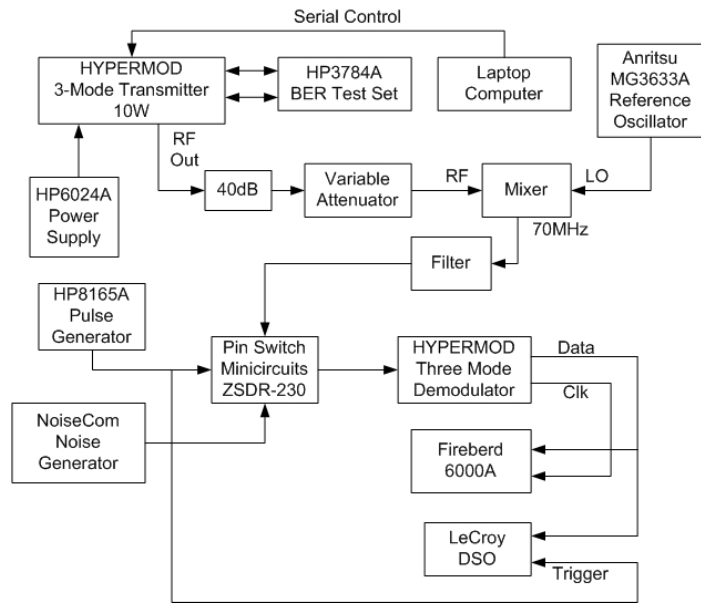 Serial Control
HYPERMOD
3-Mode Transmitter
10W
HP3784A
BER Test Set
Laptop
Computer
Anritsu
MG3633A
Reference
Oscillator
RF
Out
HP6024A
Power
Supply
40dB
Variable
Attenuator
RF
Mixer
LO
70MHz
Filter
HP8165A
Pulse
Generator
Pin Switch
Minicircuits
ZSDR-230
HYPERMOD
Three Mode
Demodulator
Data
Clk
NoiseCom
Noise
Generator
Fireberd
6000A
LeCroy
DSO
Trigger